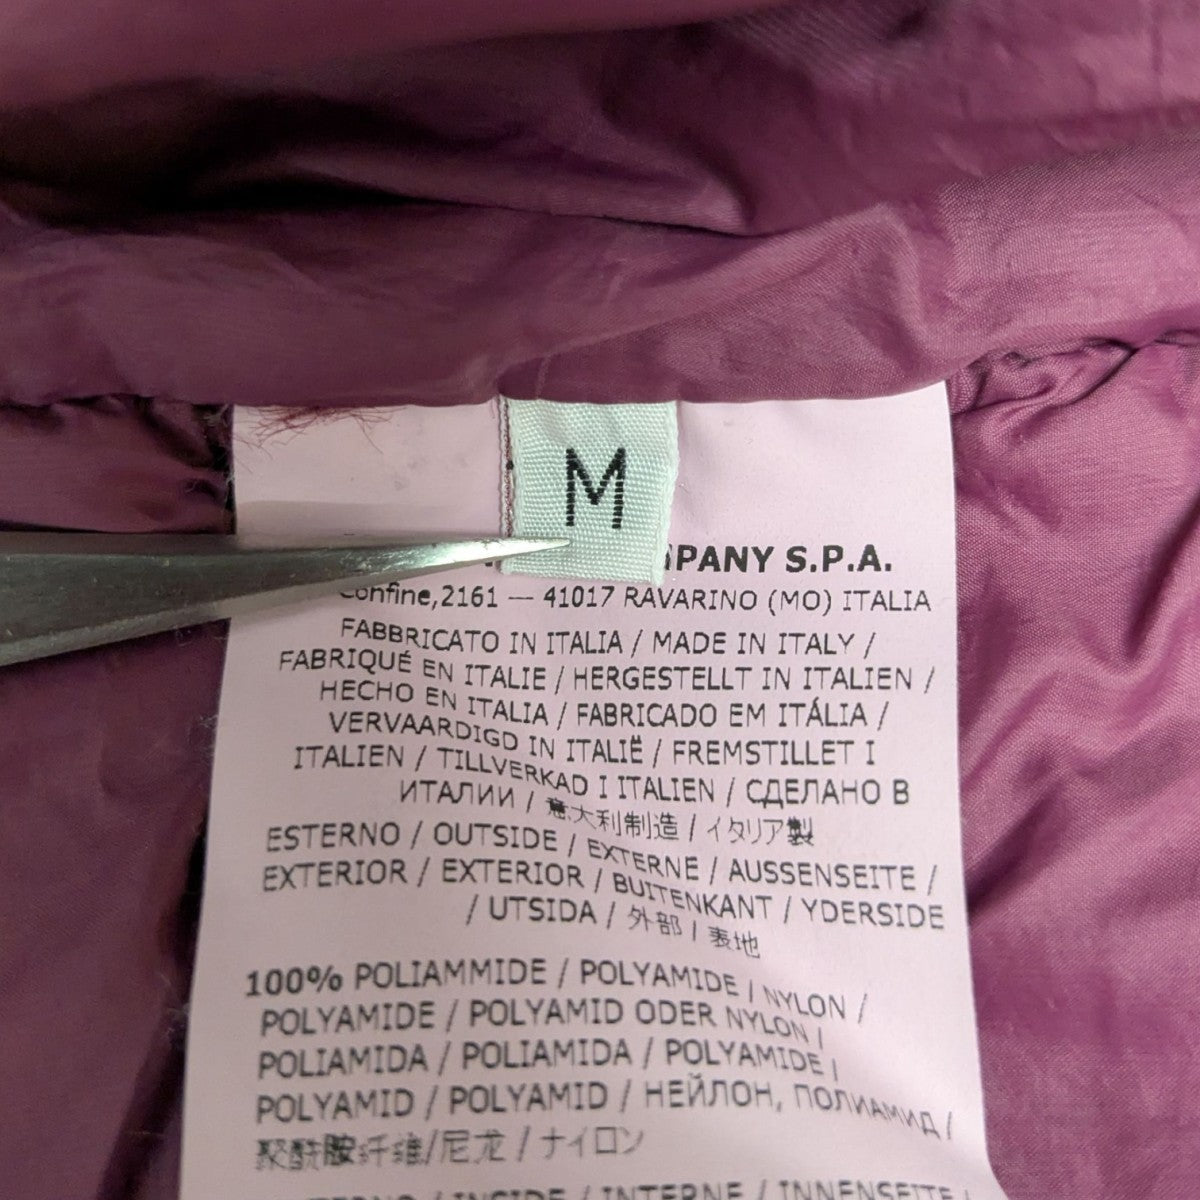 M
S.P.A.
Confine,2161 — 41017 RAVARINO (MO) ITALIA
FABBRICATO IN ITALIA / MADE IN ITALY /
FABRIQUÉ EN ITALIE / HERGESTELLT IN ITALIEN /
HECHO EN ITALIA / FABRICADO EM ITÁLIA /
VERVAARDIGD IN ITALIË / FREMSTILLET I
ITALIEN / TILLVERKAD I ITALIEN / СДЕЛАНО В
ИТАЛИИ / 意大利制造 / イタリア製
ESTERNO / OUTSIDE / EXTERNE / AUSSENSEITE /
EXTERIOR / EXTERIOR / BUITENKANT / YDERSIDE
/ UTSIDA / 外部 / 表地
100% POLIAMMIDE / POLYAMIDE / NYLON /
POLYAMIDE / POLYAMID ODER NYLON /
POLIAMIDA / POLIAMIDA / POLYAMIDE /
POLYAMID / POLYAMID / НЕЙЛОН, ПОЛИАМИД /
聚酰胺纤维/尼龙 / ナイロン
INTERNO / INSIDE / INTERNE / INNENSEITE /